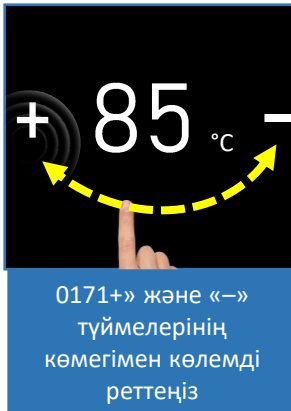 + 85 °C –
0171+» және «–»
түймелерінің
көмегімен көлемді
реттеңіз